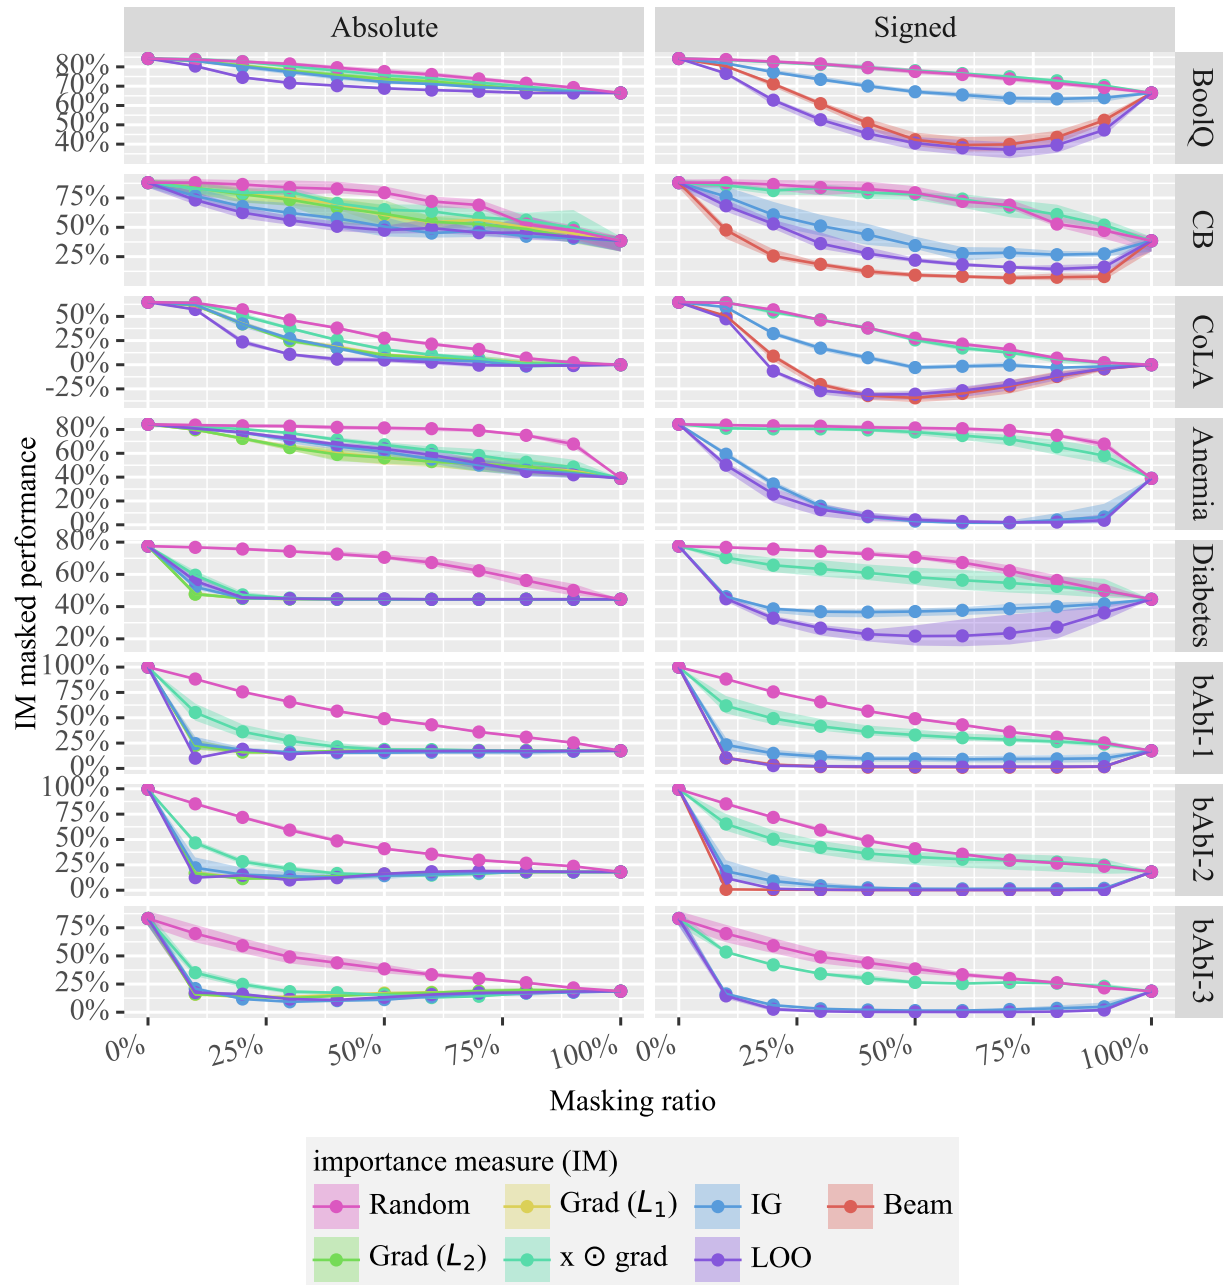 Absolute
Signed
80%
70%
60%
50%
40%
BoolQ
75%
50%
25%
CB
50%
25%
0%
-25%
CoLA
80%
60%
40%
20%
0%
Anemia
80%
60%
40%
20%
Diabetes
100%
75%
50%
25%
0%
bAbI-1
100%
75%
50%
25%
0%
bAbI-2
75%
50%
25%
0%
bAbI-3
IM masked performance
0% 25% 50% 75% 100% 0% 25% 50% 75% 100%
Masking ratio
importance measure (IM)
Random Grad (L₁) IG Beam
Grad (L₂) x ⊙ grad LOO